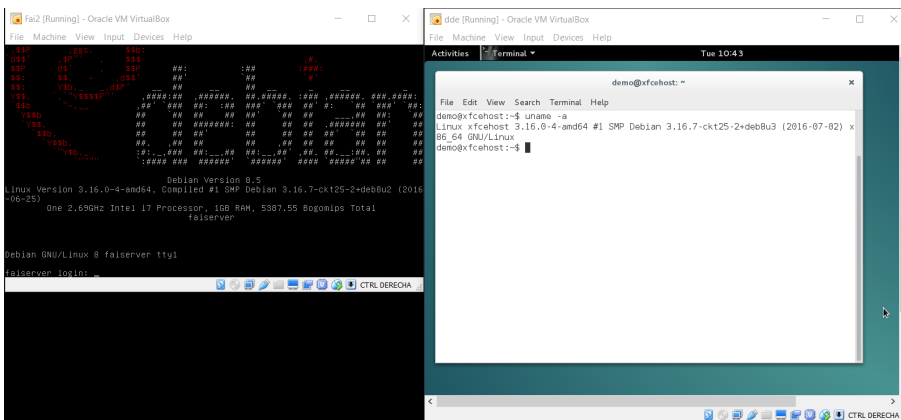 Fai2 [Running] - Oracle VM VirtualBox
File Machine View Input Devices Help
Debian Version 8.5
Linux Version 3.16.0-4-amd64, Compiled #1 SMP Debian 3.16.7-ckt25-2+deb8u2 (2016
-06-25)
One 2.69GHz Intel i7 Processor, 1GB RAM, 5387.55 Bogomips Total
faiserver
Debian GNU/Linux 8 faiserver tty1
faiserver login: _
CTRL DERECHA
dde [Running] - Oracle VM VirtualBox
File Machine View Input Devices Help
Activities Terminal Tue 10:43
demo@xfcehost: ~
File Edit View Search Terminal Help
demo@xfcehost:~$ uname -a
Linux xfcehost 3.16.0-4-amd64 #1 SMP Debian 3.16.7-ckt25-2+deb8u3 (2016-07-02) x
86_64 GNU/Linux
demo@xfcehost:~$
CTRL DERECHA